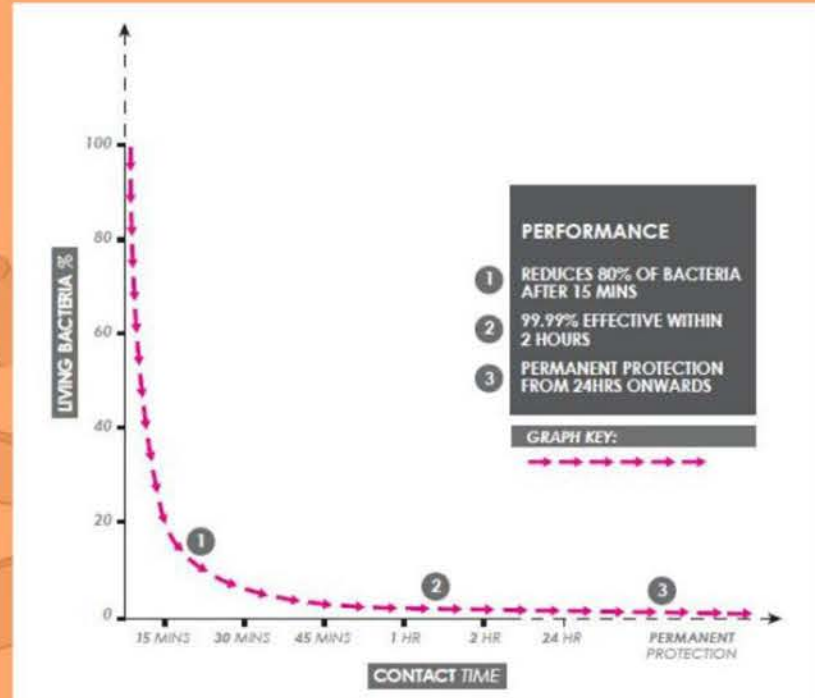 100
80
60
40
20
0
LIVING BACTERIA %
PERFORMANCE
1 REDUCES 80% OF BACTERIA
AFTER 15 MINS
2 99.99% EFFECTIVE WITHIN
2 HOURS
3 PERMANENT PROTECTION
FROM 24HRS ONWARDS
GRAPH KEY:
1
2
3
15 MINS 30 MINS 45 MINS 1 HR 2 HR 24 HR PERMANENT
PROTECTION
CONTACT TIME